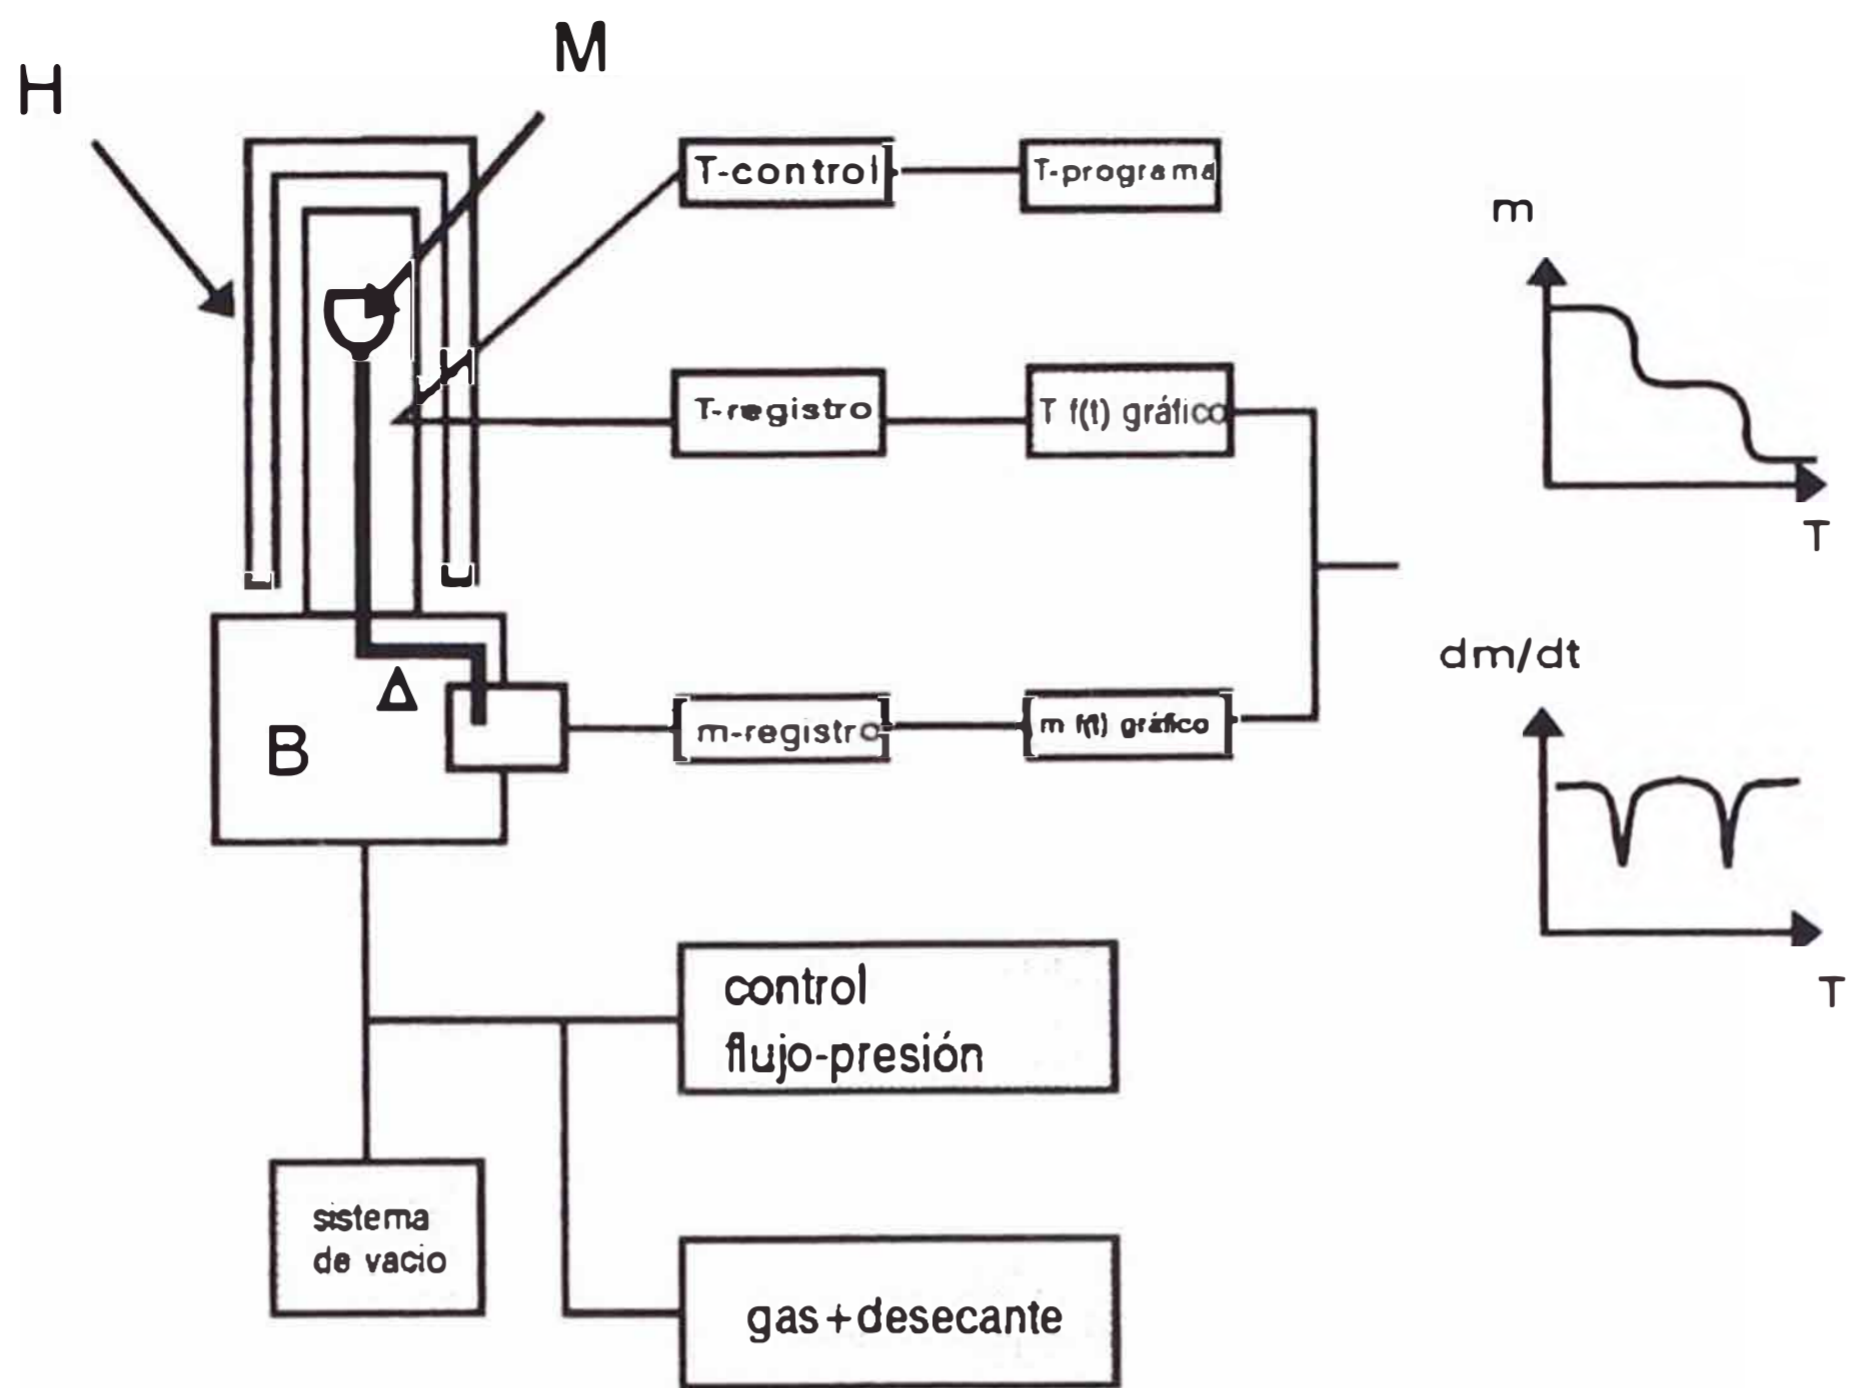 H
M
T-control
T-programa
m
T
T-registro
T f(t) gráfico
dm/dt
T
B
m-registro
m f(t) gráfico
control
flujo-presión
sistema
de vacio
gas+desecante